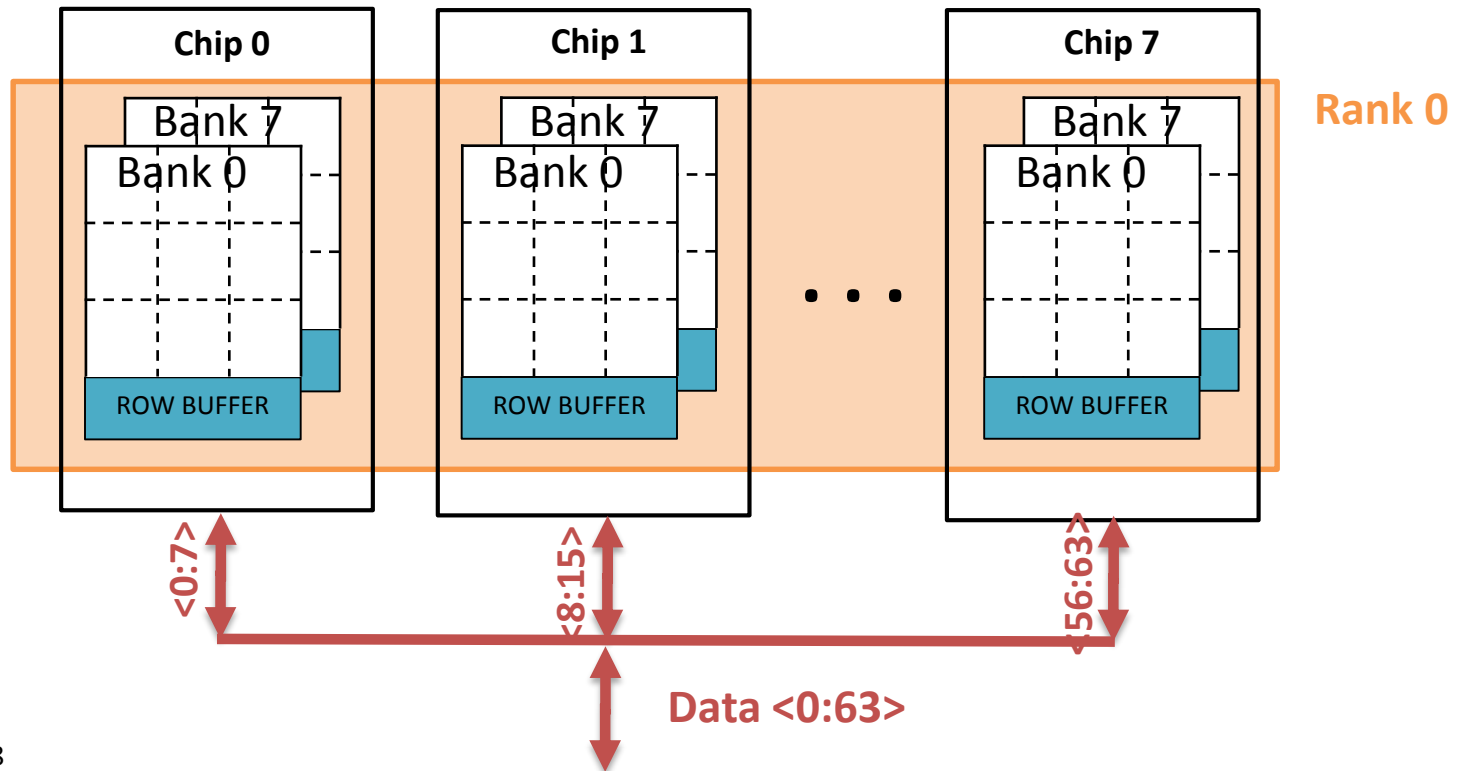 Chip 0
Chip 1
Chip 7
Rank 0
Bank 7
Bank 7
Bank 7
Bank 0
Bank 0
Bank 0
ROW BUFFER
ROW BUFFER
ROW BUFFER
<0:7>
<8:15>
<56:63>
Data <0:63>